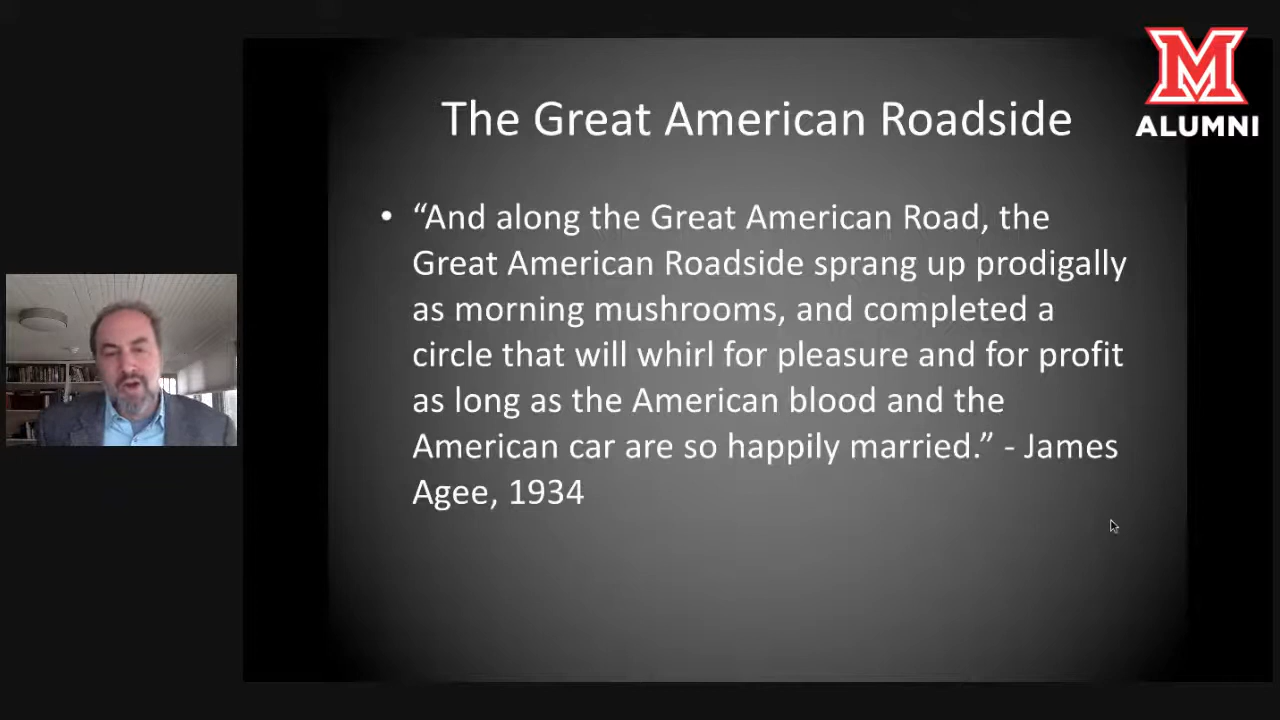 M
ALUMNI
The Great American Roadside
• “And along the Great American Road, the
Great American Roadside sprang up prodigally
as morning mushrooms, and completed a
circle that will whirl for pleasure and for profit
as long as the American blood and the
American car are so happily married.” - James
Agee, 1934